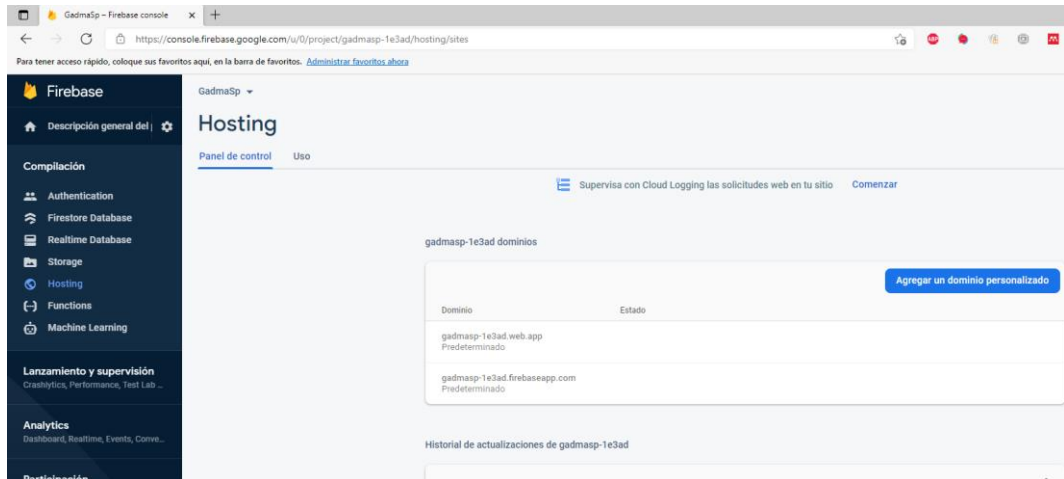 GadmaSp – Firebase console
https://console.firebase.google.com/u/0/project/gadmasp-1e3ad/hosting/sites
Para tener acceso rápido, coloque sus favoritos aquí, en la barra de favoritos. Administrar favoritos ahora
Firebase
GadmaSp
Descripción general del
Hosting
Panel de control Uso
Compilación
Supervisa con Cloud Logging las solicitudes web en tu sitio Comenzar
Authentication
Firestore Database
Realtime Database
Storage
Hosting
Functions
Machine Learning
gadmasp-1e3ad dominios
Agregar un dominio personalizado
Dominio Estado
gadmasp-1e3ad.web.app
Predeterminado
gadmasp-1e3ad.firebaseapp.com
Predeterminado
Lanzamiento y supervisión
Crashlytics, Performance, Test Lab ...
Analytics
Dashboard, Realtime, Events, Conve...
Historial de actualizaciones de gadmasp-1e3ad
Participación